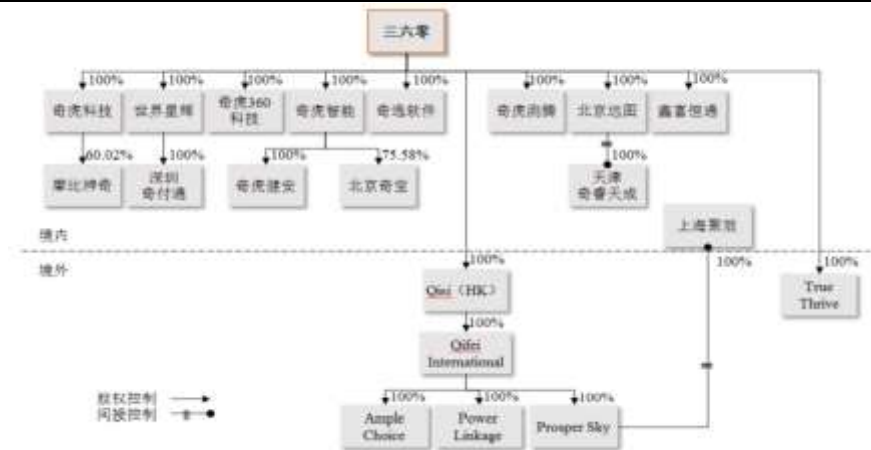 三六零
100% 100% 100% 100% 100% 100% 100% 100%
奇虎科技 世界星辉 奇虎360科技 奇虎智能 奇逸软件 奇虎测腾 北京远图 鑫富恒通
60.02% 100% 100% 75.58% 100%
摩比神奇 深圳奇付通 奇虎健安 北京奇宝 天津奇睿天成
上海
境内
境外
100% 100% 100%
Qiei（HK）
True
Thrive
100%
Qifei
International
100% 100% 100%
股权控制
间接控制
Ample
Choice
Power
Linkage
Prosper Sky